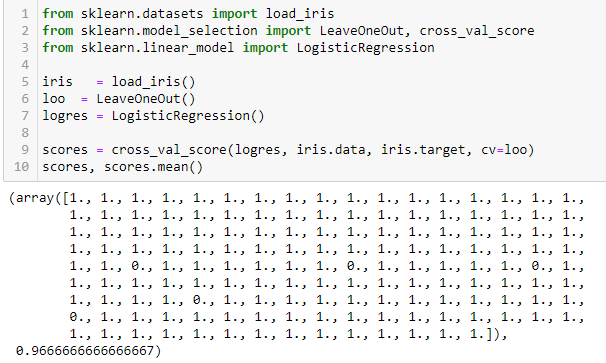 1 from sklearn.datasets import load_iris
2 from sklearn.model_selection import LeaveOneOut, cross_val_score
3 from sklearn.linear_model import LogisticRegression
4
5 iris   = load_iris()
6 loo  = LeaveOneOut()
7 logres = LogisticRegression()
8
9 scores = cross_val_score(logres, iris.data, iris.target, cv=loo)
10 scores, scores.mean()
(array([1., 1., 1., 1., 1., 1., 1., 1., 1., 1., 1., 1., 1., 1., 1., 1., 1.,
1., 1., 1., 1., 1., 1., 1., 1., 1., 1., 1., 1., 1., 1., 1., 1., 1.,
1., 1., 1., 1., 1., 1., 1., 1., 1., 1., 1., 1., 1., 1., 1., 1., 1.,
1., 1., 1., 1., 1., 1., 1., 1., 1., 1., 1., 1., 1., 1., 1., 1., 1.,
1., 1., 0., 1., 1., 1., 1., 1., 1., 0., 1., 1., 1., 1., 1., 0., 1.,
1., 1., 1., 1., 1., 1., 1., 1., 1., 1., 1., 1., 1., 1., 1., 1., 1.,
1., 1., 1., 1., 0., 1., 1., 1., 1., 1., 1., 1., 1., 1., 1., 1., 1.,
0., 1., 1., 1., 1., 1., 1., 1., 1., 1., 1., 1., 1., 1., 1., 1., 1.,
1., 1., 1., 1., 1., 1., 1., 1., 1., 1., 1., 1., 1., 1.]),
0.9666666666666667)